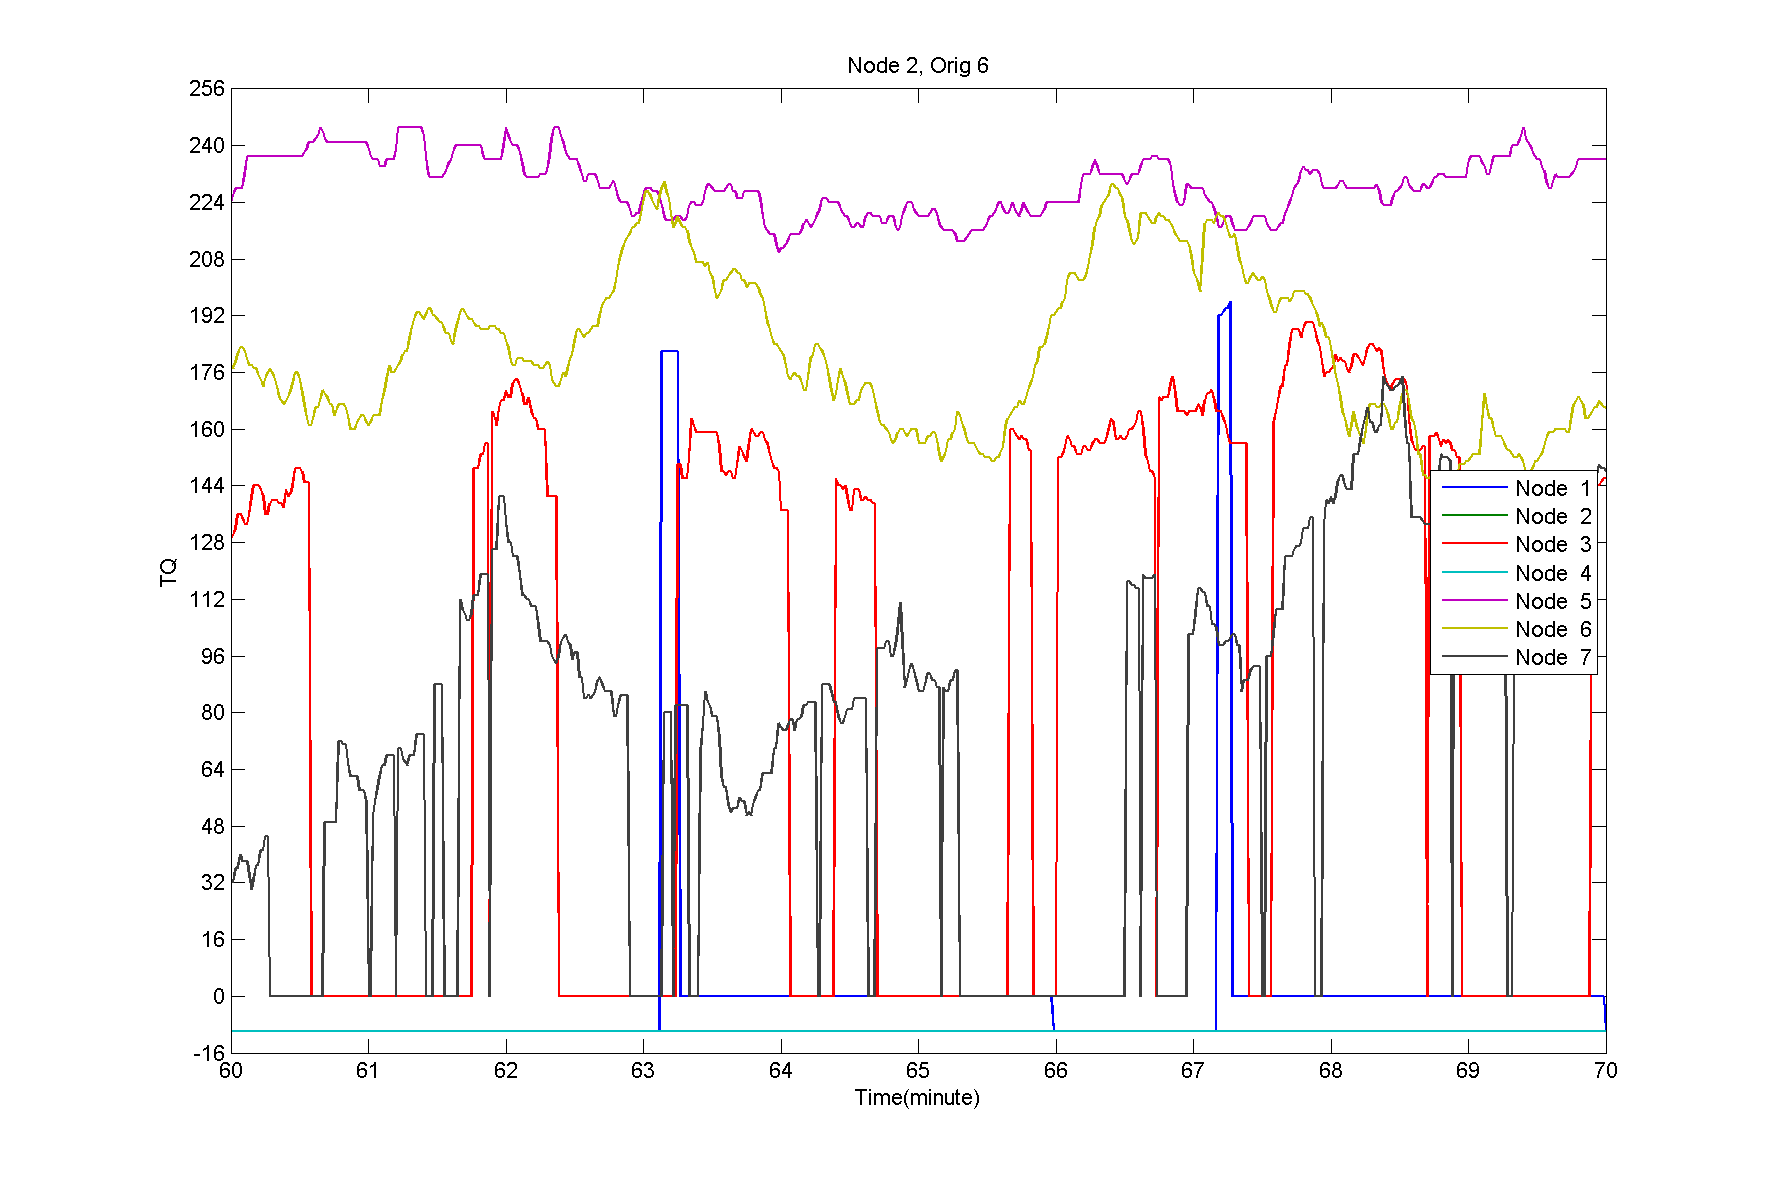 Node 2, Orig 6
256
240
224
208
192
176
160
144
128
112
96
80
64
48
32
16
0
-16
TQ
Node 1
Node 2
Node 3
Node 4
Node 5
Node 6
Node 7
60 61 62 63 64 65 66 67 68 69 70
Time(minute)